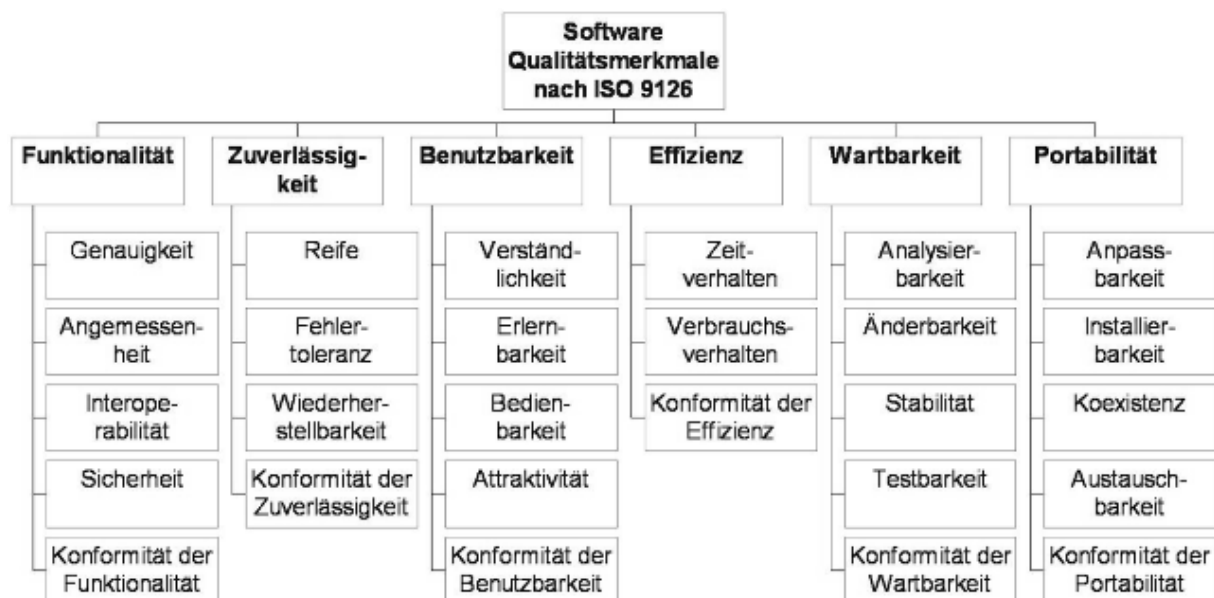 Software
Qualitätsmerkmale
nach ISO 9126
Funktionalität
Zuverlässig-
keit
Benutzbarkeit
Effizienz
Wartbarkeit
Portabilität
Genauigkeit
Angemessen-
heit
Interope-
rabilität
Sicherheit
Konformität der
Funktionalität
Reife
Fehler-
toleranz
Wiederher-
stellbarkeit
Konformität der
Zuverlässigkeit
Verständ-
lichkeit
Erlern-
barkeit
Bedien-
barkeit
Attraktivität
Konformität der
Benutzbarkeit
Zeit-
verhalten
Verbrauchs-
verhalten
Konformität der
Effizienz
Analysier-
barkeit
Änderbarkeit
Stabilität
Testbarkeit
Konformität der
Wartbarkeit
Anpass-
barkeit
Installier-
barkeit
Koexistenz
Austausch-
barkeit
Konformität der
Portabilität